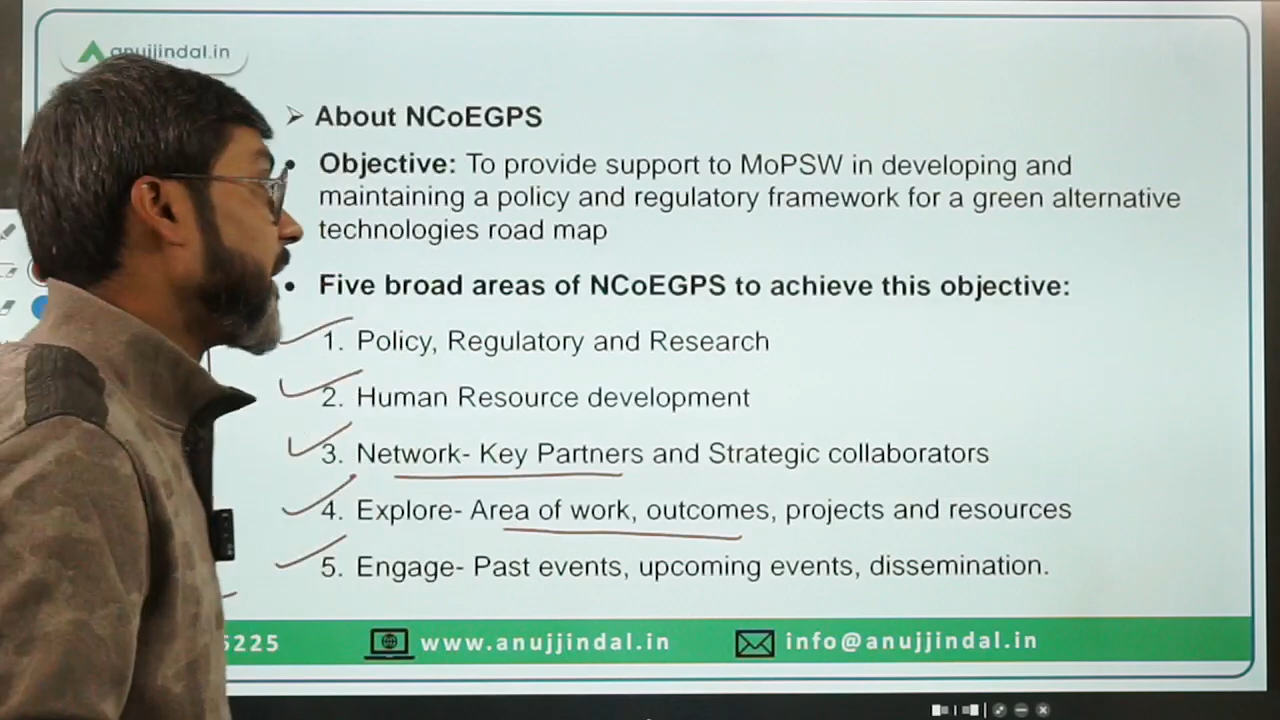 anujjindal.in
About NCoEGPS
Objective: To provide support to MoPSW in developing and
maintaining a policy and regulatory framework for a green alternative
technologies road map
Five broad areas of NCoEGPS to achieve this objective:
1. Policy, Regulatory and Research
2. Human Resource development
3. Network- Key Partners and Strategic collaborators
4. Explore- Area of work, outcomes, projects and resources
5. Engage- Past events, upcoming events, dissemination.
5225 www.anujjindal.in info@anujjindal.in